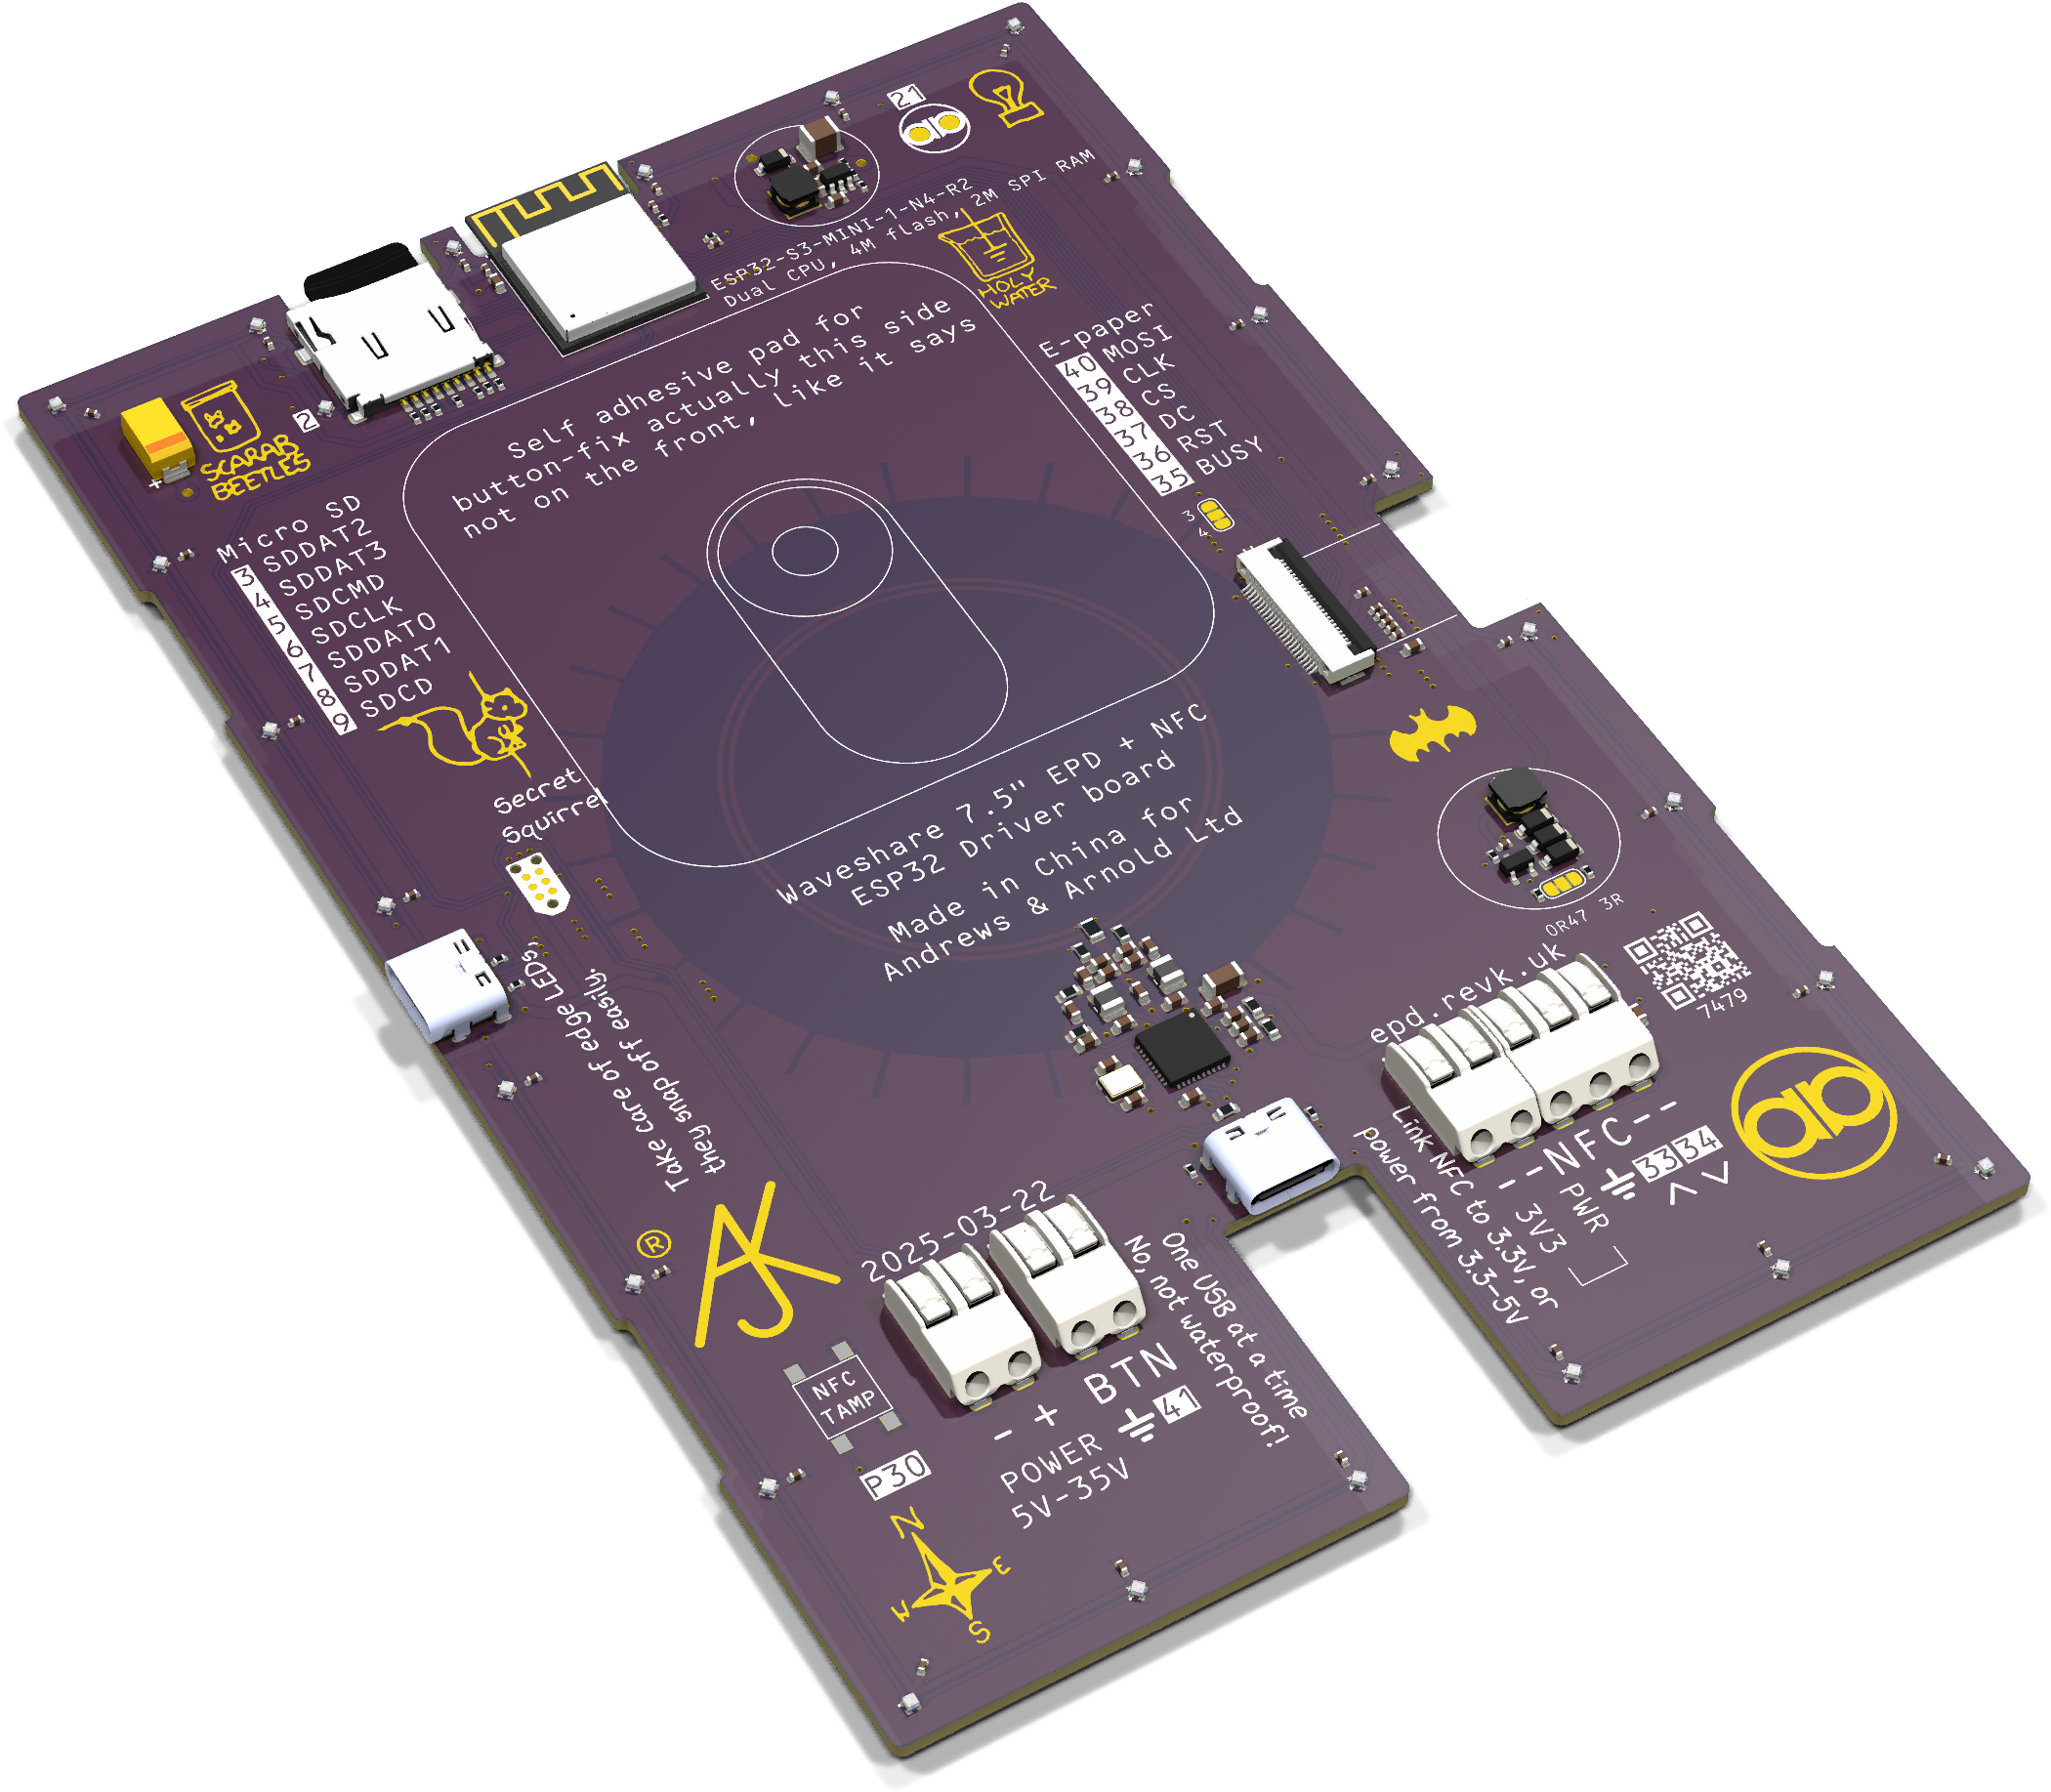 21
ESP32-S3-MINI-1-N4-R2
Dual CPU, 4M flash, 2M SPI RAM
HOLY
WATER
2
SCARAB
BEETLES
Self adhesive pad for
button-fix actually this side
not on the front, like it says
E-paper
40 MOSI
39 CLK
38 CS
37 DC
36 RST
35 BUSY
3
4
+
Micro SD
3 SDDAT2
4 SDDAT3
5 SDCMD
6 SDCLK
7 SDDAT0
8 SDDAT1
9 SDCD
Secret
Squirrel
Waveshare 7.5" EPD + NFC
ESP32 Driver board
Made in China for
Andrews & Arnold Ltd
0R47 3R
epd.revk.uk
7479
Take care of edge LEDs,
they snap off easily
--NFC--
33 34
3V3
PWR
Link NFC to 3.3v, or
power from 3.3-5V
®
AJK
2025-03-22
One USB at a time
No, not waterproof!
BTN
41
- +
POWER
5V-35V
NFC
TAMP
P30
N
E
W
S